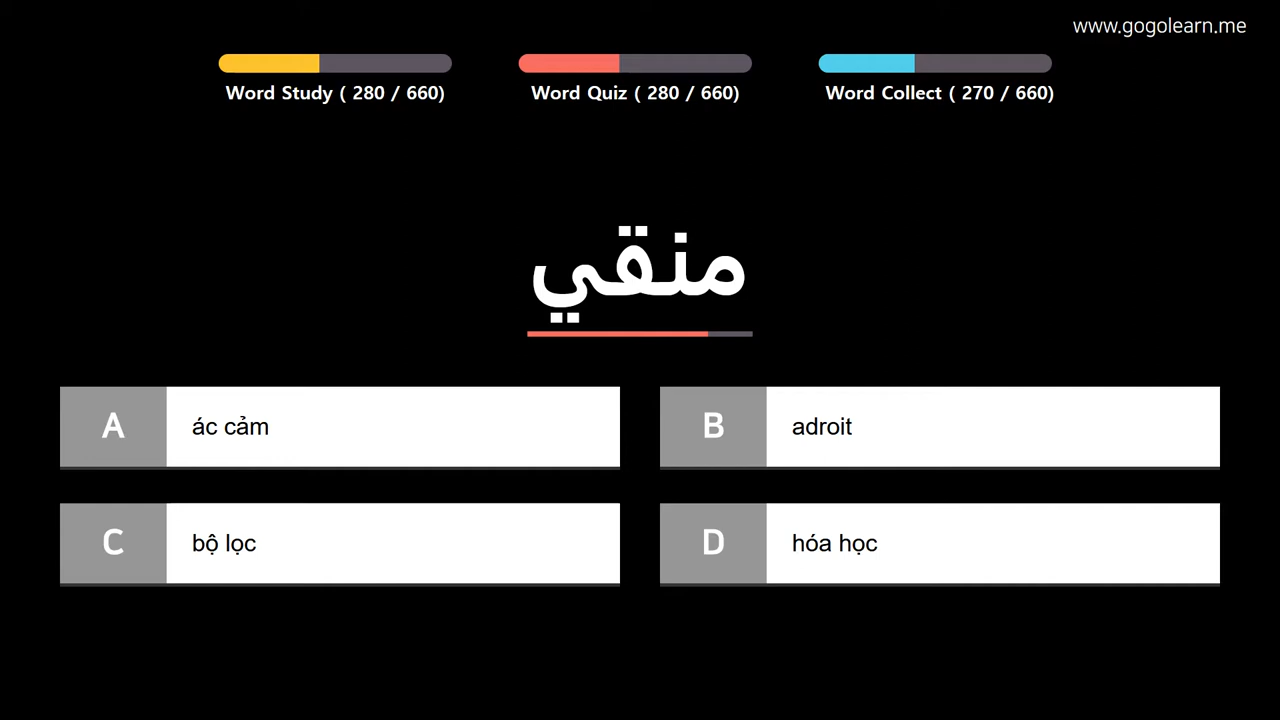 www.gogolearn.me
Word Study ( 280 / 660)
Word Quiz ( 280 / 660)
Word Collect ( 270 / 660)
منقي
A
ác cảm
B
adroit
C
bộ lọc
D
hóa học